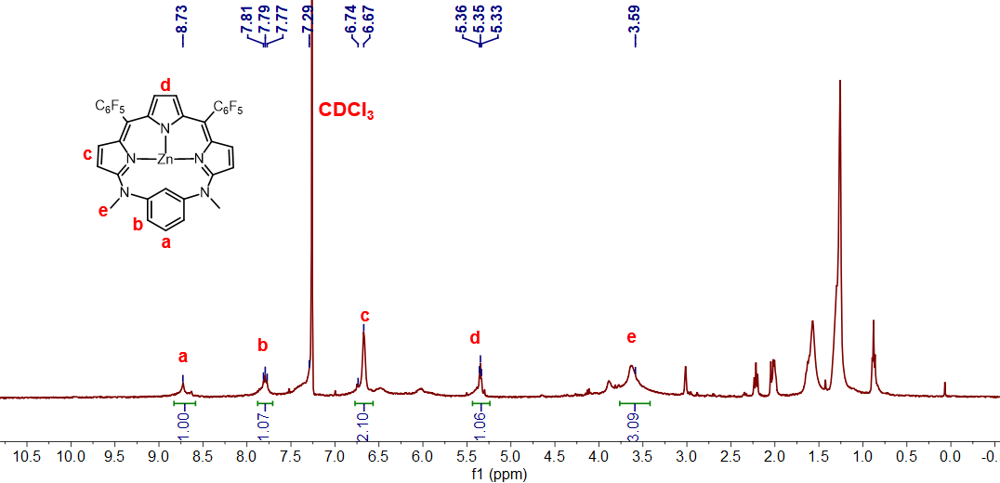 8.73 7.81 7.79 7.77 7.29 6.74 6.67 5.36 5.35 5.33 3.59
d
C6F5 C6F5
CDCl3
N
c N Zn N
N N
e
b
a
a b c d e
1.00 1.07 2.10 1.06 3.09
10.5 10.0 9.5 9.0 8.5 8.0 7.5 7.0 6.5 6.0 5.5 5.0 4.5 4.0 3.5 3.0 2.5 2.0 1.5 1.0 0.5 0.0 -0.
f1 (ppm)